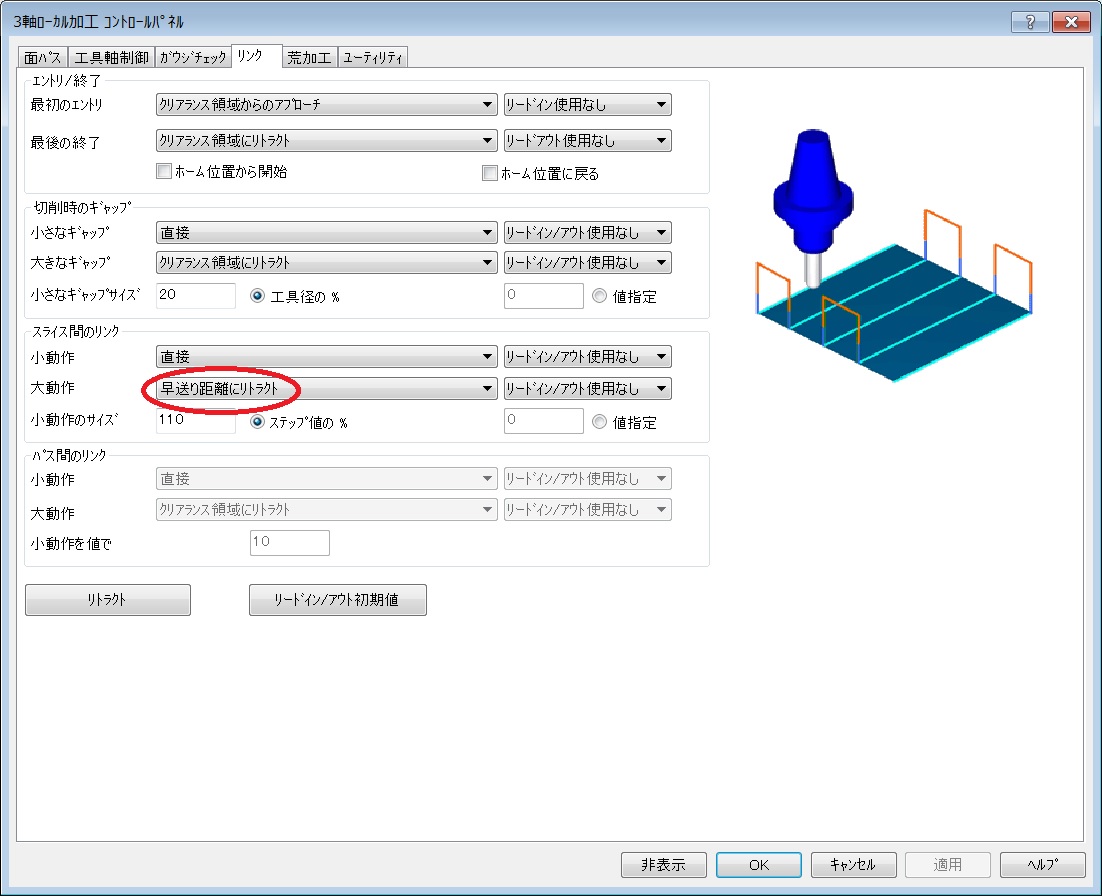 3軸ﾛｰｶﾙ加工 ｺﾝﾄﾛｰﾙﾊﾟﾈﾙ
?
面ﾊﾟｽ 工具軸制御 ｶﾞｳｼﾞﾁｪｯｸ ﾘﾝｸ 荒加工 ﾕｰﾃｨﾘﾃｨ
ｴﾝﾄﾘ/終了
最初のｴﾝﾄﾘ ｸﾘｱﾗﾝｽ領域からのｱﾌﾟﾛｰﾁ ﾘｰﾄﾞｲﾝ使用なし
最後の終了 ｸﾘｱﾗﾝｽ領域にﾘﾄﾗｸﾄ ﾘｰﾄﾞｱｳﾄ使用なし
ﾎｰﾑ位置から開始 ﾎｰﾑ位置に戻る
切削時のｷﾞｬｯﾌﾟ
小さなｷﾞｬｯﾌﾟ 直接 ﾘｰﾄﾞｲﾝ/ｱｳﾄ使用なし
大きなｷﾞｬｯﾌﾟ ｸﾘｱﾗﾝｽ領域にﾘﾄﾗｸﾄ ﾘｰﾄﾞｲﾝ/ｱｳﾄ使用なし
小さなｷﾞｬｯﾌﾟｻｲｽﾞ 20 工具径の % 0 値指定
ｽﾗｲｽ間のﾘﾝｸ
小動作 直接 ﾘｰﾄﾞｲﾝ/ｱｳﾄ使用なし
大動作 早送り距離にﾘﾄﾗｸﾄ ﾘｰﾄﾞｲﾝ/ｱｳﾄ使用なし
小動作のｻｲｽﾞ 110 ｽﾃｯﾌﾟ値の % 0 値指定
ﾊﾟｽ間のﾘﾝｸ
小動作 直接 ﾘｰﾄﾞｲﾝ/ｱｳﾄ使用なし
大動作 ｸﾘｱﾗﾝｽ領域にﾘﾄﾗｸﾄ ﾘｰﾄﾞｲﾝ/ｱｳﾄ使用なし
小動作を値で 10
ﾘﾄﾗｸﾄ ﾘｰﾄﾞｲﾝ/ｱｳﾄ初期値
非表示 OK ｷｬﾝｾﾙ 適用 ﾍﾙﾌﾟ